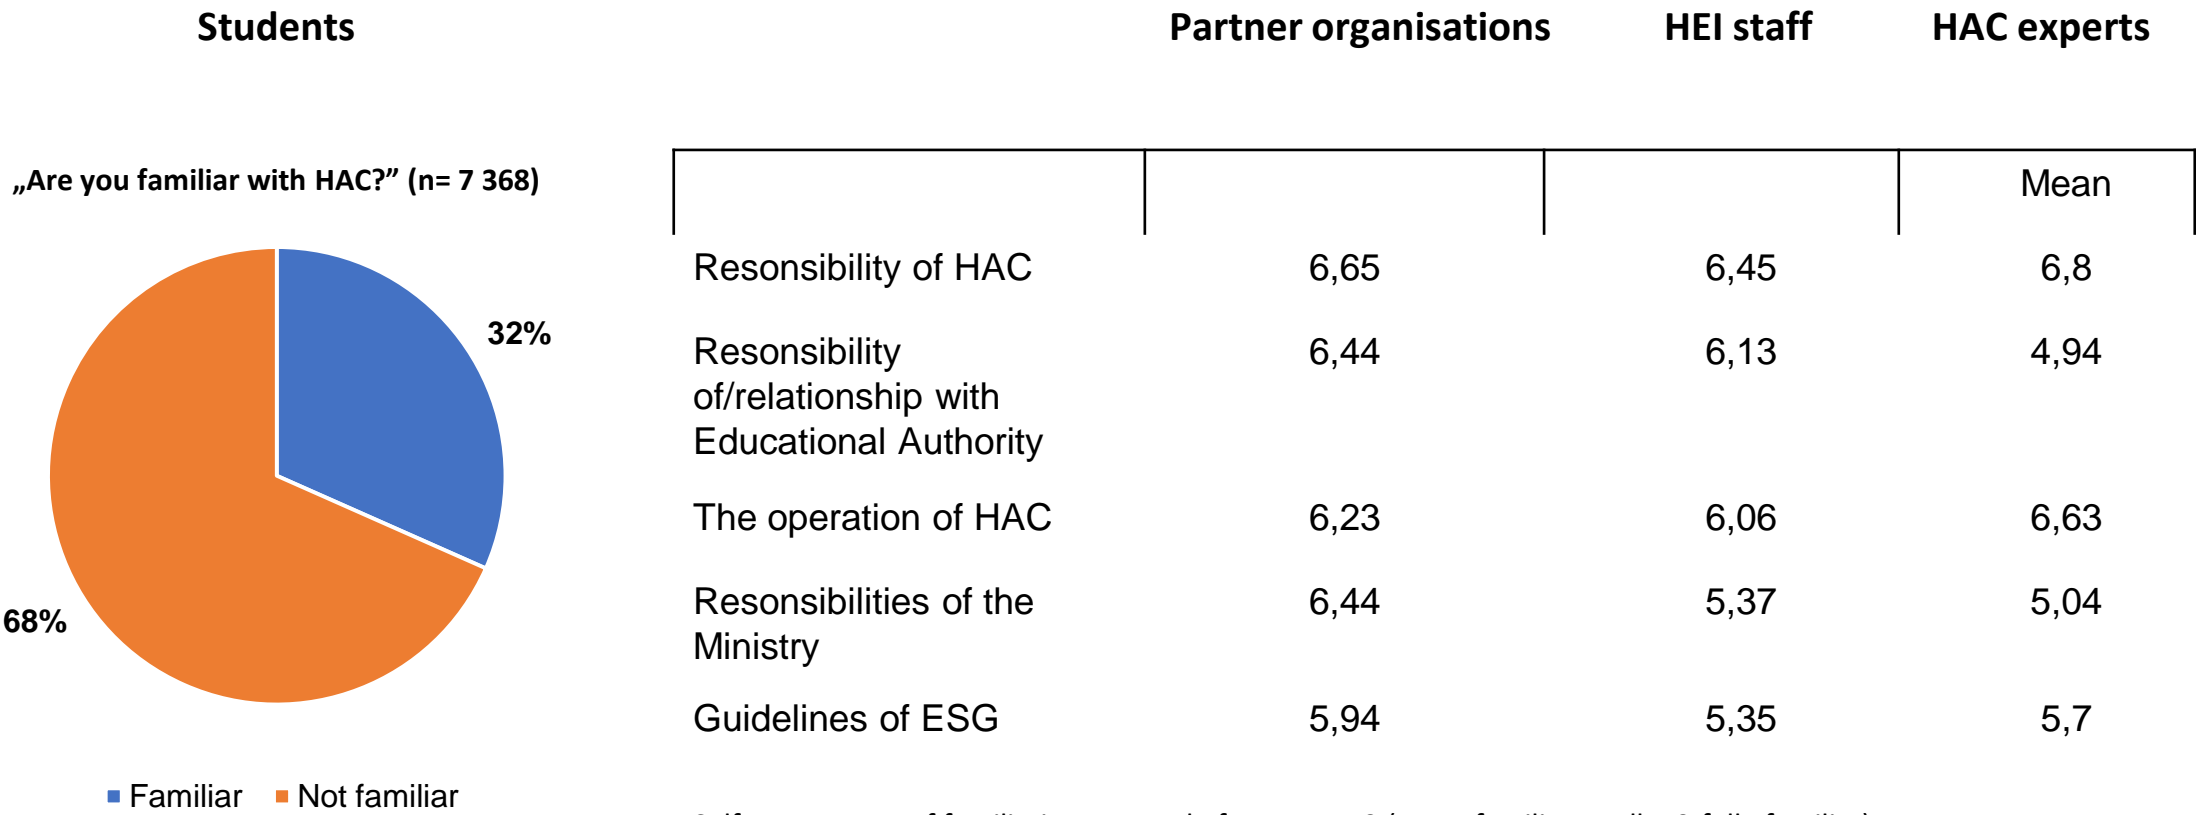 Students
Partner organisations HEI staff HAC experts
„Are you familiar with HAC?” (n= 7 368)
32%
68%
Familiar Not familiar
Mean
Resonsibility of HAC 6,65 6,45 6,8
Resonsibility 6,44 6,13 4,94
of/relationship with
Educational Authority
The operation of HAC 6,23 6,06 6,63
Resonsibilities of the 6,44 5,37 5,04
Ministry
Guidelines of ESG 5,94 5,35 5,7